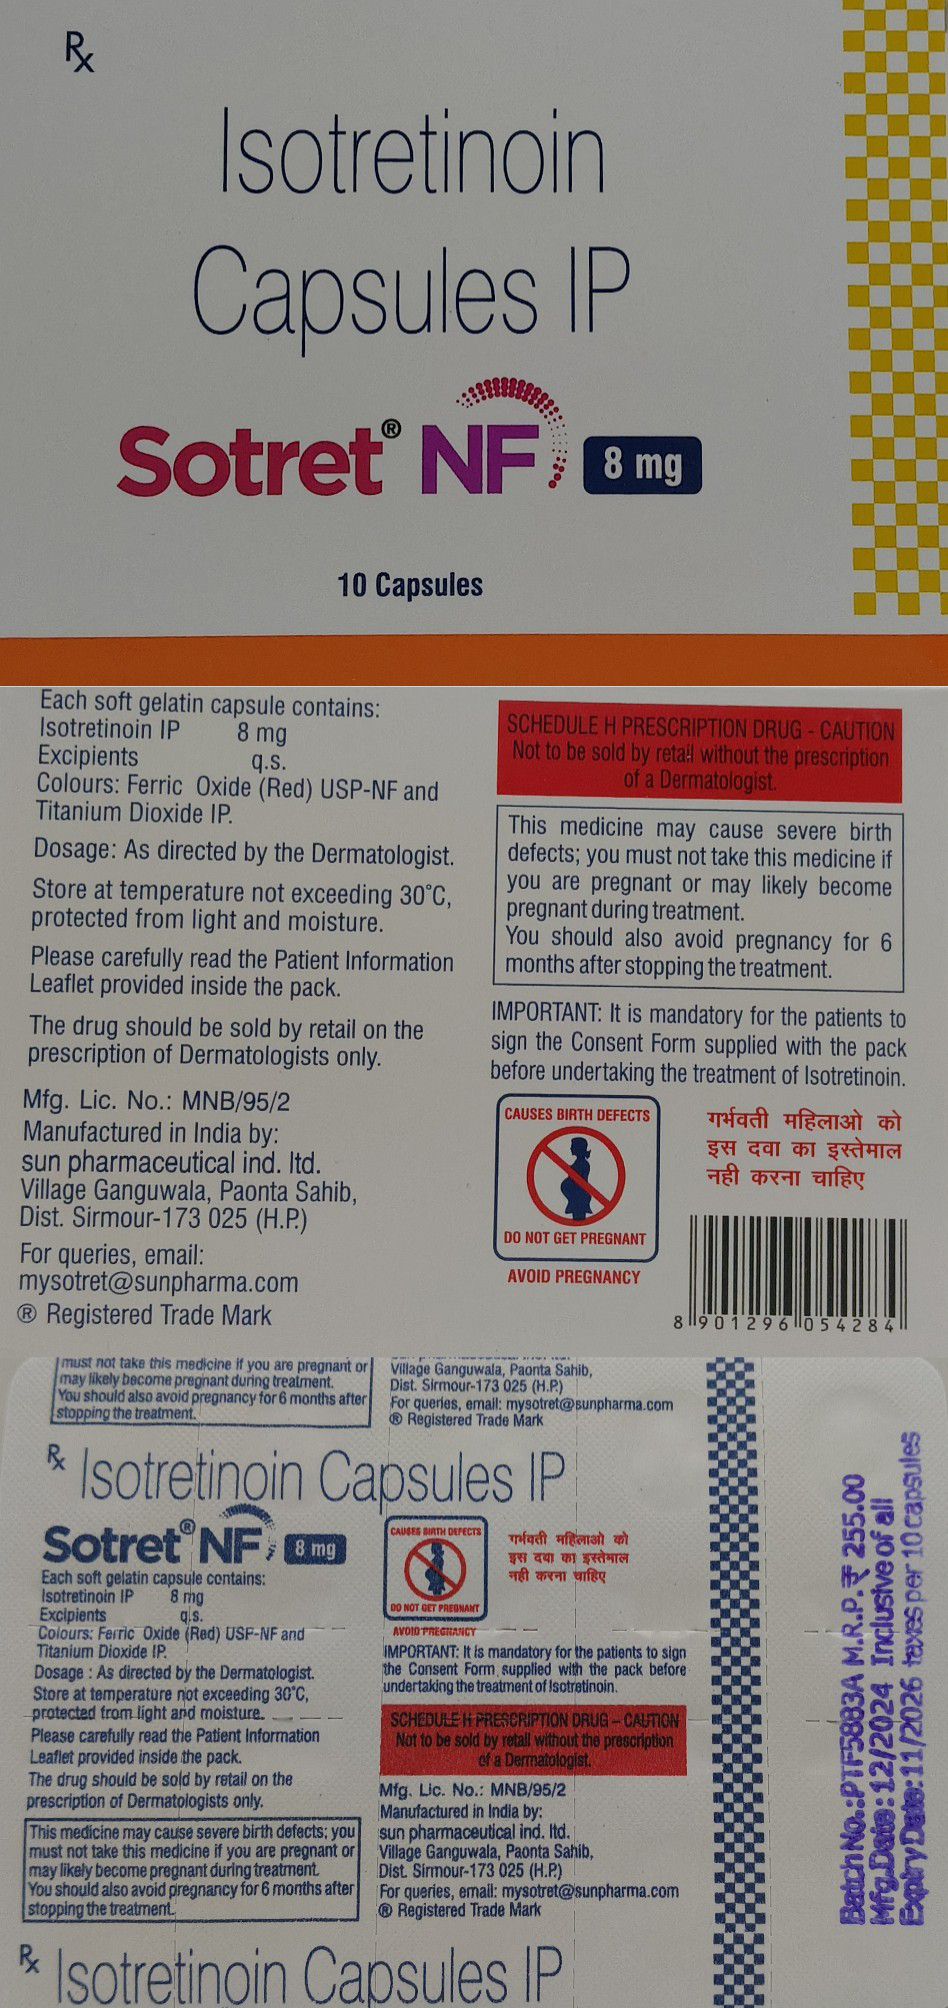 Rx
Isotretinoin
Capsules IP
Sotret® NF 8 mg
10 Capsules
Each soft gelatin capsule contains:
Isotretinoin IP 8 mg
Excipients q.s.
Colours: Ferric Oxide (Red) USP-NF and
Titanium Dioxide IP.
Dosage: As directed by the Dermatologist.
Store at temperature not exceeding 30°C,
protected from light and moisture.
Please carefully read the Patient Information
Leaflet provided inside the pack.
The drug should be sold by retail on the
prescription of Dermatologists only.
Mfg. Lic. No.: MNB/95/2
Manufactured in India by:
sun pharmaceutical ind. ltd.
Village Ganguwala, Paonta Sahib,
Dist. Sirmour-173 025 (H.P.)
For queries, email:
mysotret@sunpharma.com
® Registered Trade Mark
SCHEDULE H PRESCRIPTION DRUG - CAUTION
Not to be sold by retail without the prescription
of a Dermatologist.
This medicine may cause severe birth
defects; you must not take this medicine if
you are pregnant or may likely become
pregnant during treatment.
You should also avoid pregnancy for 6
months after stopping the treatment.
IMPORTANT: It is mandatory for the patients to
sign the Consent Form supplied with the pack
before undertaking the treatment of Isotretinoin.
CAUSES BIRTH DEFECTS
DO NOT GET PREGNANT
AVOID PREGNANCY
गर्भवती महिलाओ को
इस दवा का इस्तेमाल
नही करना चाहिए
8 901296 054284
must not take this medicine if you are pregnant or
may likely become pregnant during treatment.
You should also avoid pregnancy for 6 months after
stopping the treatment.
Village Ganguwala, Paonta Sahib,
Dist. Sirmour-173 025 (H.P.)
For queries, email: mysotret@sunpharma.com
® Registered Trade Mark
Rx Isotretinoin Capsules IP
Sotret® NF 8 mg
Each soft gelatin capsule contains:
Isotretinoin IP 8 mg
Excipients q.s.
Colours: Ferric Oxide (Red) USP-NF and
Titanium Dioxide IP.
Dosage : As directed by the Dermatologist.
Store at temperature not exceeding 30°C,
protected from light and moisture.
Please carefully read the Patient Information
Leaflet provided inside the pack.
The drug should be sold by retail on the
prescription of Dermatologists only.
This medicine may cause severe birth defects; you
must not take this medicine if you are pregnant or
may likely become pregnant during treatment.
You should also avoid pregnancy for 6 months after
stopping the treatment.
CAUSES BIRTH DEFECTS
DO NOT GET PREGNANT
AVOID PREGNANCY
गर्भवती महिलाओ को
इस दवा का इस्तेमाल
नही करना चाहिए
IMPORTANT: It is mandatory for the patients to sign
the Consent Form supplied with the pack before
undertaking the treatment of Isotretinoin.
SCHEDULE H PRESCRIPTION DRUG – CAUTION
Not to be sold by retail without the prescription
of a Dermatologist.
Mfg. Lic. No.: MNB/95/2
Manufactured in India by:
sun pharmaceutical ind. ltd.
Village Ganguwala, Paonta Sahib,
Dist. Sirmour-173 025 (H.P.)
For queries, email: mysotret@sunpharma.com
® Registered Trade Mark
Batch No.: PTF5883A M.R.P. ₹ 255.00
Mfg.Date: 12/2024 Inclusive of all
Expiry Date: 11/2026 taxes per 10 capsules
Rx Isotretinoin Capsules IP